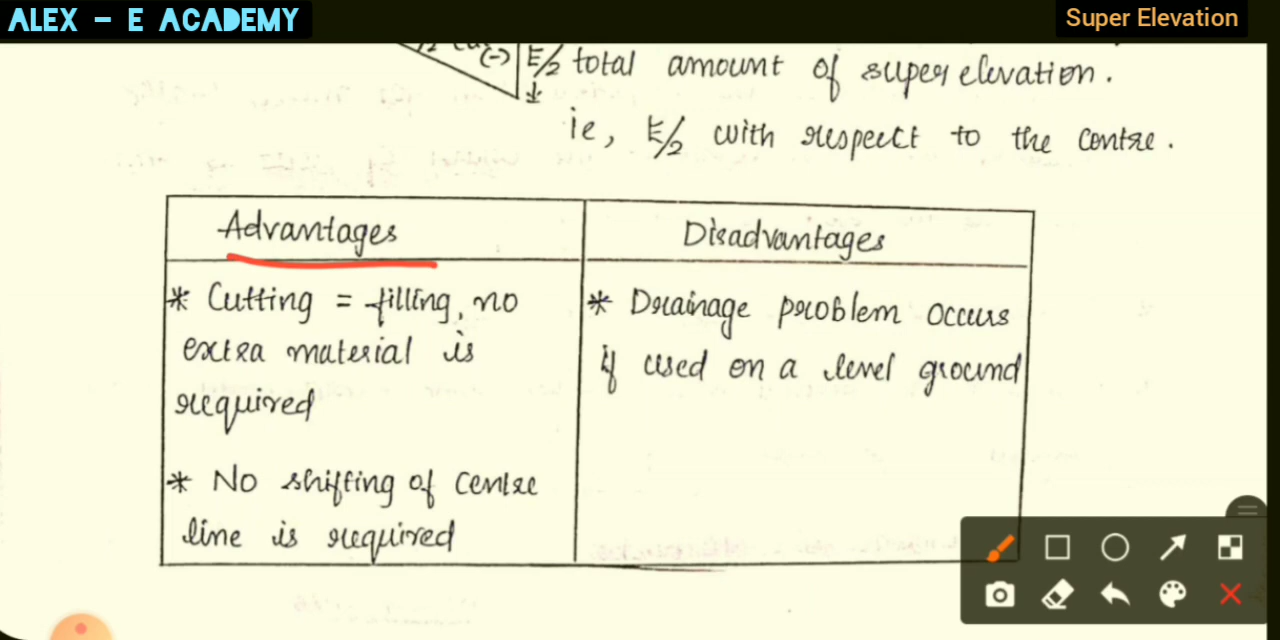 ALEX - E ACADEMY
Super Elevation
(-) E/2 total amount of super elevation.
ie, E/2 with respect to the centre.
Advantages
* Cutting = filling, no
extra material is
required
* No shifting of centre
line is required
Disadvantages
* Drainage problem occurs
if used on a level ground